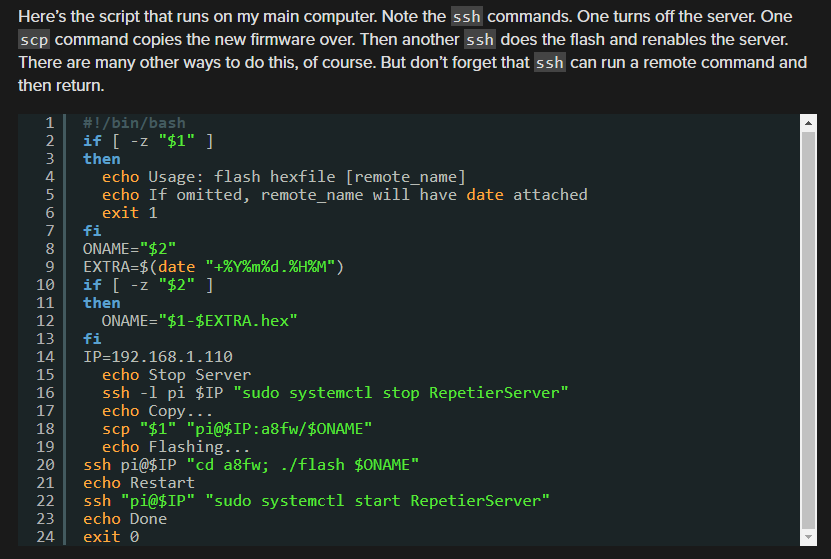 Here's the script that runs on my main computer. Note the ssh commands. One turns off the server. One
scp command copies the new firmware over. Then another ssh does the flash and renables the server.
There are many other ways to do this, of course. But don't forget that ssh can run a remote command and
then return.
1 #!/bin/bash
2 if [ -z "$1" ]
3 then
4   echo Usage: flash hexfile [remote_name]
5   echo If omitted, remote_name will have date attached
6   exit 1
7 fi
8 ONAME="$2"
9 EXTRA=$(date "+%Y%m%d.%H%M")
10 if [ -z "$2" ]
11 then
12   ONAME="$1-$EXTRA.hex"
13 fi
14 IP=192.168.1.110
15   echo Stop Server
16   ssh -l pi $IP "sudo systemctl stop RepetierServer"
17   echo Copy...
18   scp "$1" "pi@$IP:a8fw/$ONAME"
19   echo Flashing...
20 ssh pi@$IP "cd a8fw; ./flash $ONAME"
21 echo Restart
22 ssh "pi@$IP" "sudo systemctl start RepetierServer"
23 echo Done
24 exit 0